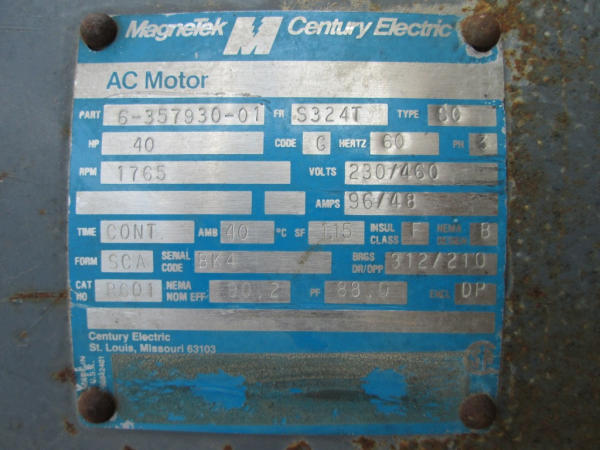 MagneTek Century Electric
AC Motor
PART 6-357930-01 FR S324T TYPE SC
HP 40 CODE G HERTZ 60 PH 3
RPM 1765 VOLTS 230/460
AMPS 96/48
TIME CONT. AMB 40 °C SF 1.15 INSUL CLASS F NEMA DESIGN B
FORM SCA SERIAL CODE BK4 BRGS DR/OPP 312/210
CAT NO R601 NEMA NOM EFF 90.2 PF 88.0 ENCL DP
Century Electric
St. Louis, Missouri 63103
U.S.A.